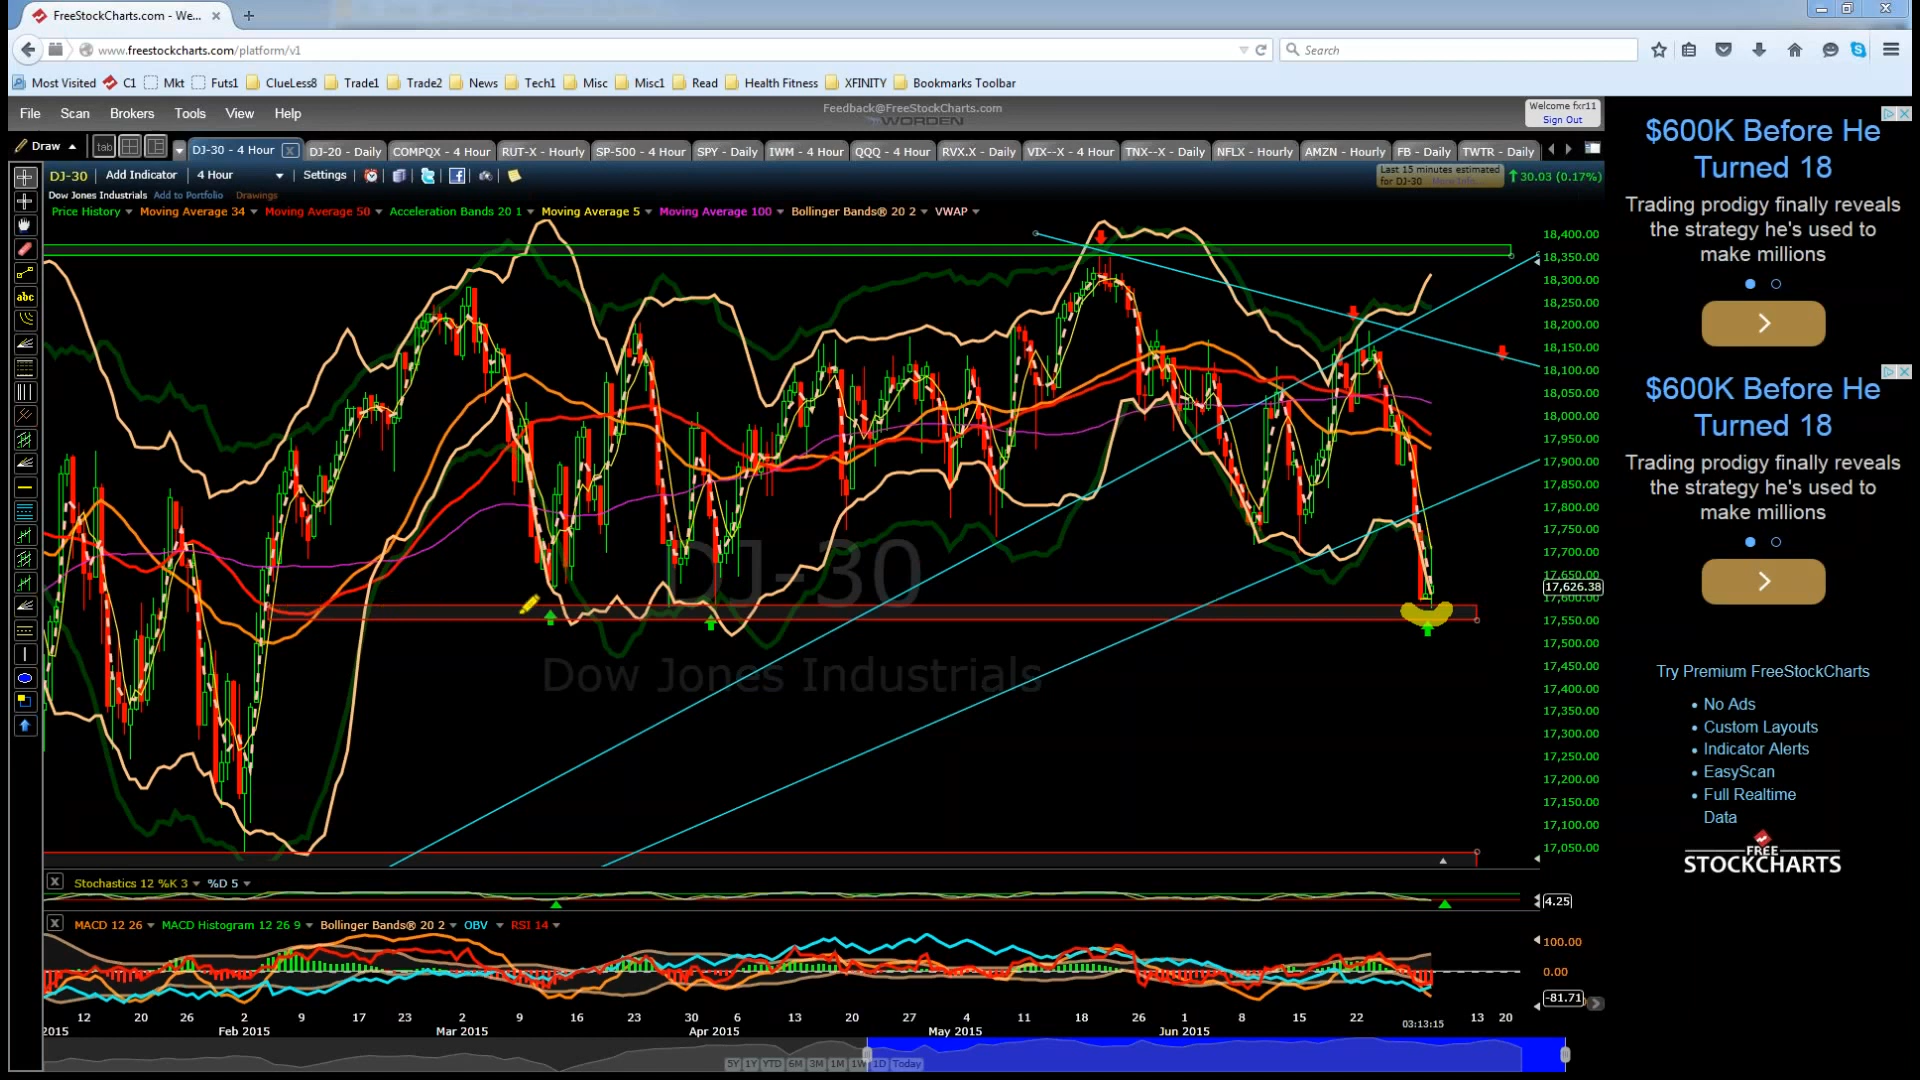 FreeStockCharts.com - We...
www.freestockcharts.com/platform/v1
Search
Most Visited C1 Mkt Futs1 ClueLess8 Trade1 Trade2 News Tech1 Misc Misc1 Read Health Fitness XFINITY Bookmarks Toolbar
File Scan Brokers Tools View Help
Feedback@FreeStockCharts.com
WORDEN
Welcome fxr11
Sign Out
Draw tab DJ-30 - 4 Hour DJ-20 - Daily COMPQX - 4 Hour RUT-X - Hourly SP-500 - 4 Hour SPY - Daily IWM - 4 Hour QQQ - 4 Hour RVX.X - Daily VIX--X - 4 Hour TNX--X - Daily NFLX - Hourly AMZN - Hourly FB - Daily TWTR - Daily
DJ-30 Add Indicator 4 Hour Settings
Last 15 minutes estimated
for DJ-30 More Info...
30.03 (0.17%)
Dow Jones Industrials Add to Portfolio Drawings
Price History Moving Average 34 Moving Average 50 Acceleration Bands 20 1 Moving Average 5 Moving Average 100 Bollinger Bands® 20 2 VWAP
abc
18,400.00
18,350.00
18,300.00
18,250.00
18,200.00
18,150.00
18,100.00
18,050.00
18,000.00
17,950.00
17,900.00
17,850.00
17,800.00
17,750.00
17,700.00
17,650.00
17,626.38
17,600.00
17,550.00
17,500.00
17,450.00
17,400.00
17,350.00
17,300.00
17,250.00
17,200.00
17,150.00
17,100.00
17,050.00
DJ-30
Dow Jones Industrials
Stochastics 12 %K 3 %D 5
4.25
MACD 12 26 MACD Histogram 12 26 9 Bollinger Bands® 20 2 OBV RSI 14
100.00
0.00
-81.71
12 20 26 2 9 17 23 2 9 16 23 30 6 13 20 27 4 11 18 26 1 8 15 22 13 20
2015 Feb 2015 Mar 2015 Apr 2015 May 2015 Jun 2015 03:13:15
5Y 1Y YTD 6M 3M 1M 1W 1D Today
$600K Before He
Turned 18
Trading prodigy finally reveals
the strategy he's used to
make millions
$600K Before He
Turned 18
Trading prodigy finally reveals
the strategy he's used to
make millions
Try Premium FreeStockCharts
• No Ads
• Custom Layouts
• Indicator Alerts
• EasyScan
• Full Realtime
Data
FREE
STOCKCHARTS